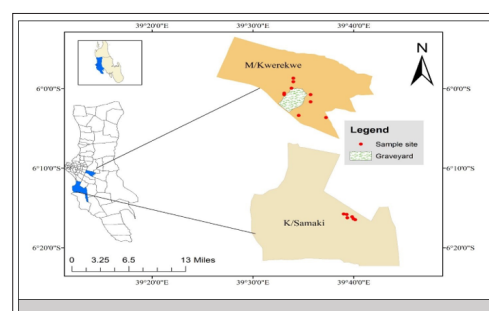 39°20'0"E 39°30'0"E 39°40'0"E
N
M/Kwerekwe
6°0'0"S 6°0'0"S
Legend
Sample site
Graveyard
6°10'0"S 6°10'0"S
K/Samaki
6°20'0"S 6°20'0"S
0 3.25 6.5 13 Miles
39°20'0"E 39°30'0"E 39°40'0"E